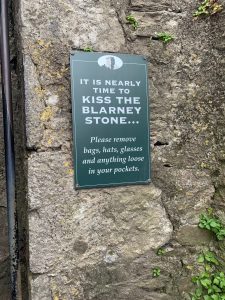 IT IS NEARLY
TIME TO
KISS THE
BLARNEY
STONE...
Please remove
bags, hats, glasses
and anything loose
in your pockets.